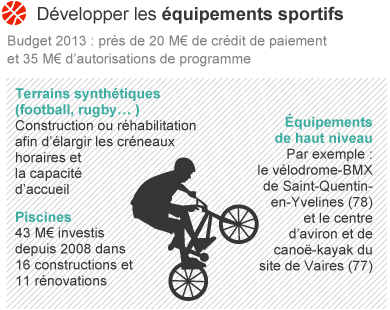 Développer les équipements sportifs
Budget 2013 : près de 20 M€ de crédit de paiement
et 35 M€ d'autorisations de programme
Terrains synthétiques
(football, rugby... )
Construction ou réhabilitation
afin d'élargir les créneaux
horaires et
la capacité
d'accueil
Piscines
43 M€ investis
depuis 2008 dans
16 constructions et
11 rénovations
Équipements
de haut niveau
Par exemple :
le vélodrome-BMX
de Saint-Quentin-
en-Yvelines (78)
et le centre
d'aviron et de
canoë-kayak du
site de Vaires (77)